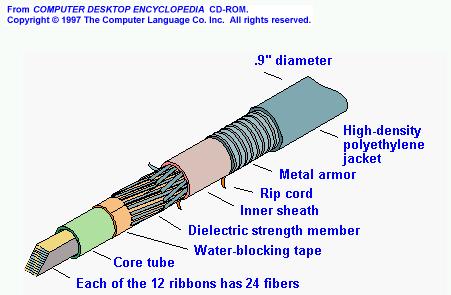 From COMPUTER DESKTOP ENCYCLOPEDIA CD-ROM.
Copyright © 1997 The Computer Language Co. Inc. All rights reserved.
.9" diameter
High-density
polyethylene
jacket
Metal armor
Rip cord
Inner sheath
Dielectric strength member
Water-blocking tape
Core tube
Each of the 12 ribbons has 24 fibers